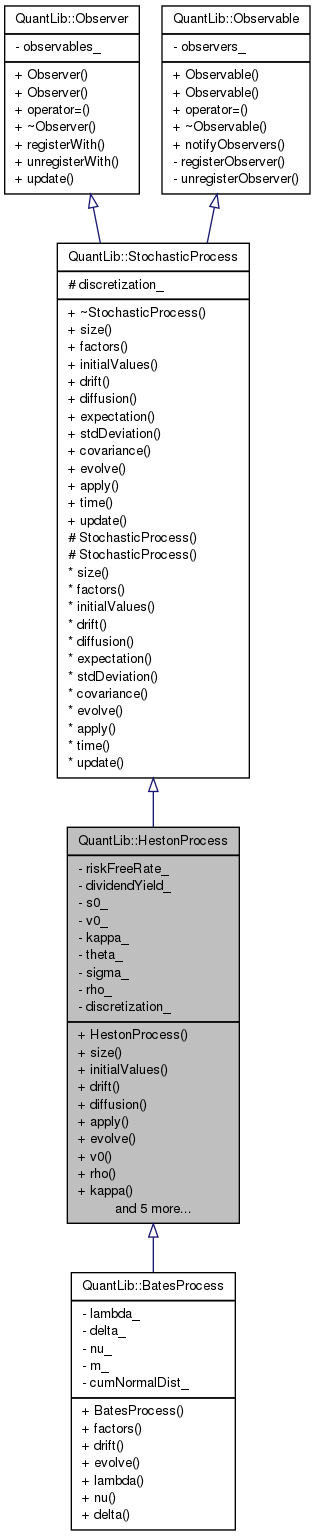 QuantLib::Observer
- observables_
+ Observer()
+ Observer()
+ operator=()
+ ~Observer()
+ registerWith()
+ unregisterWith()
+ update()
QuantLib::Observable
- observers_
+ Observable()
+ Observable()
+ operator=()
+ ~Observable()
+ notifyObservers()
- registerObserver()
- unregisterObserver()
QuantLib::StochasticProcess
# discretization_
+ ~StochasticProcess()
+ size()
+ factors()
+ initialValues()
+ drift()
+ diffusion()
+ expectation()
+ stdDeviation()
+ covariance()
+ evolve()
+ apply()
+ time()
+ update()
# StochasticProcess()
# StochasticProcess()
* size()
* factors()
* initialValues()
* drift()
* diffusion()
* expectation()
* stdDeviation()
* covariance()
* evolve()
* apply()
* time()
* update()
QuantLib::HestonProcess
- riskFreeRate_
- dividendYield_
- s0_
- v0_
- kappa_
- theta_
- sigma_
- rho_
- discretization_
+ HestonProcess()
+ size()
+ initialValues()
+ drift()
+ diffusion()
+ apply()
+ evolve()
+ v0()
+ rho()
+ kappa()
and 5 more...
QuantLib::BatesProcess
- lambda_
- delta_
- nu_
- m_
- cumNormalDist_
+ BatesProcess()
+ factors()
+ drift()
+ evolve()
+ lambda()
+ nu()
+ delta()